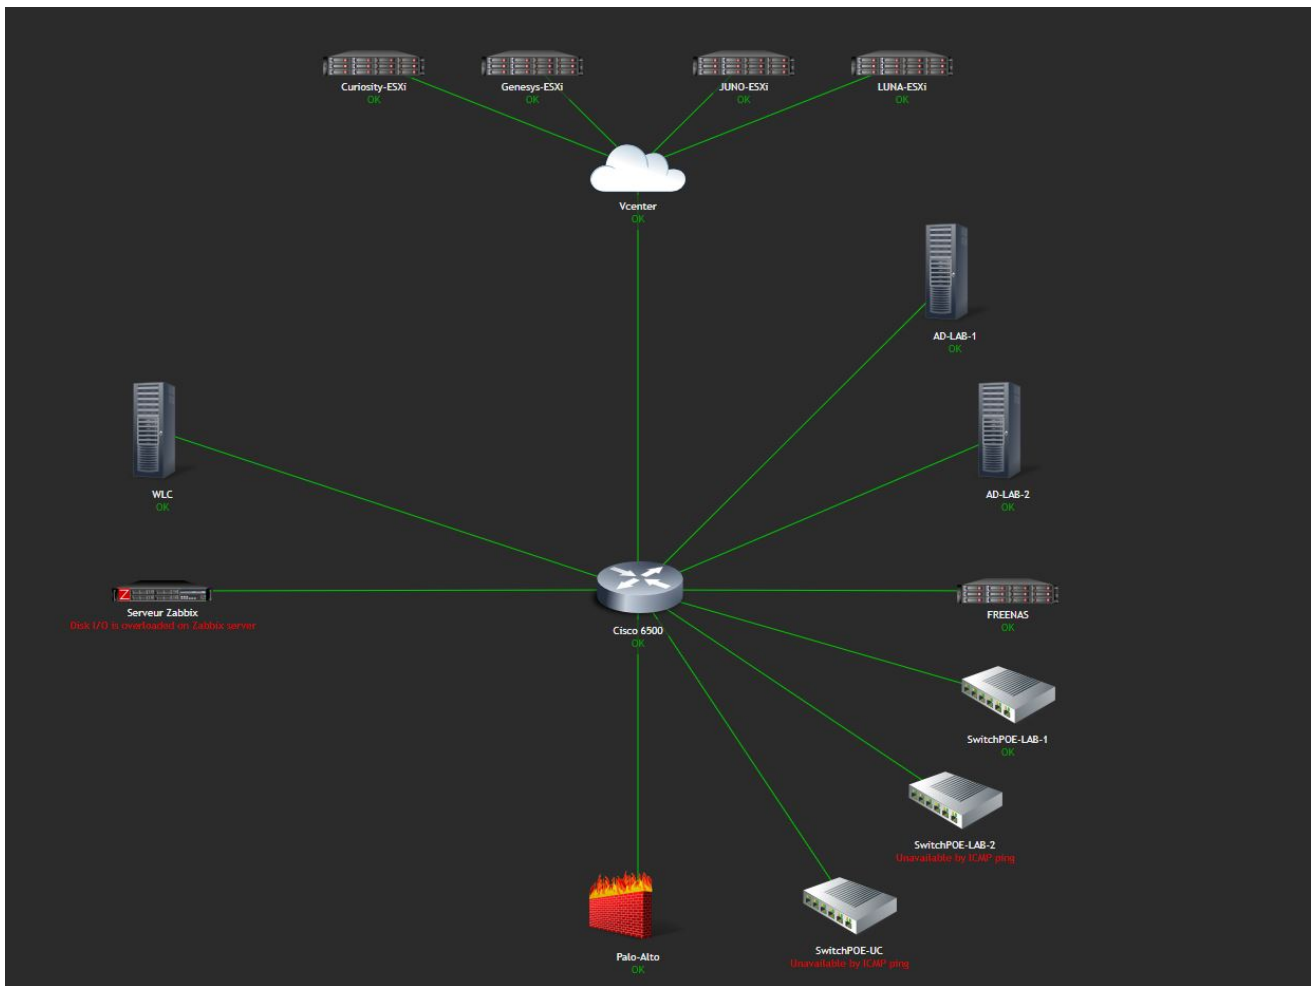 Curiosity-ESXi
OK
Genesys-ESXi
OK
JUNO-ESXi
OK
LUNA-ESXi
OK
Vcenter
OK
AD-LAB-1
OK
WLC
OK
AD-LAB-2
OK
Z
Serveur Zabbix
Disk I/O is overloaded on Zabbix server
Cisco 6500
OK
FREENAS
OK
SwitchPOE-LAB-1
OK
SwitchPOE-LAB-2
Unavailable by ICMP ping
SwitchPOE-UC
Unavailable by ICMP ping
Palo-Alto
OK